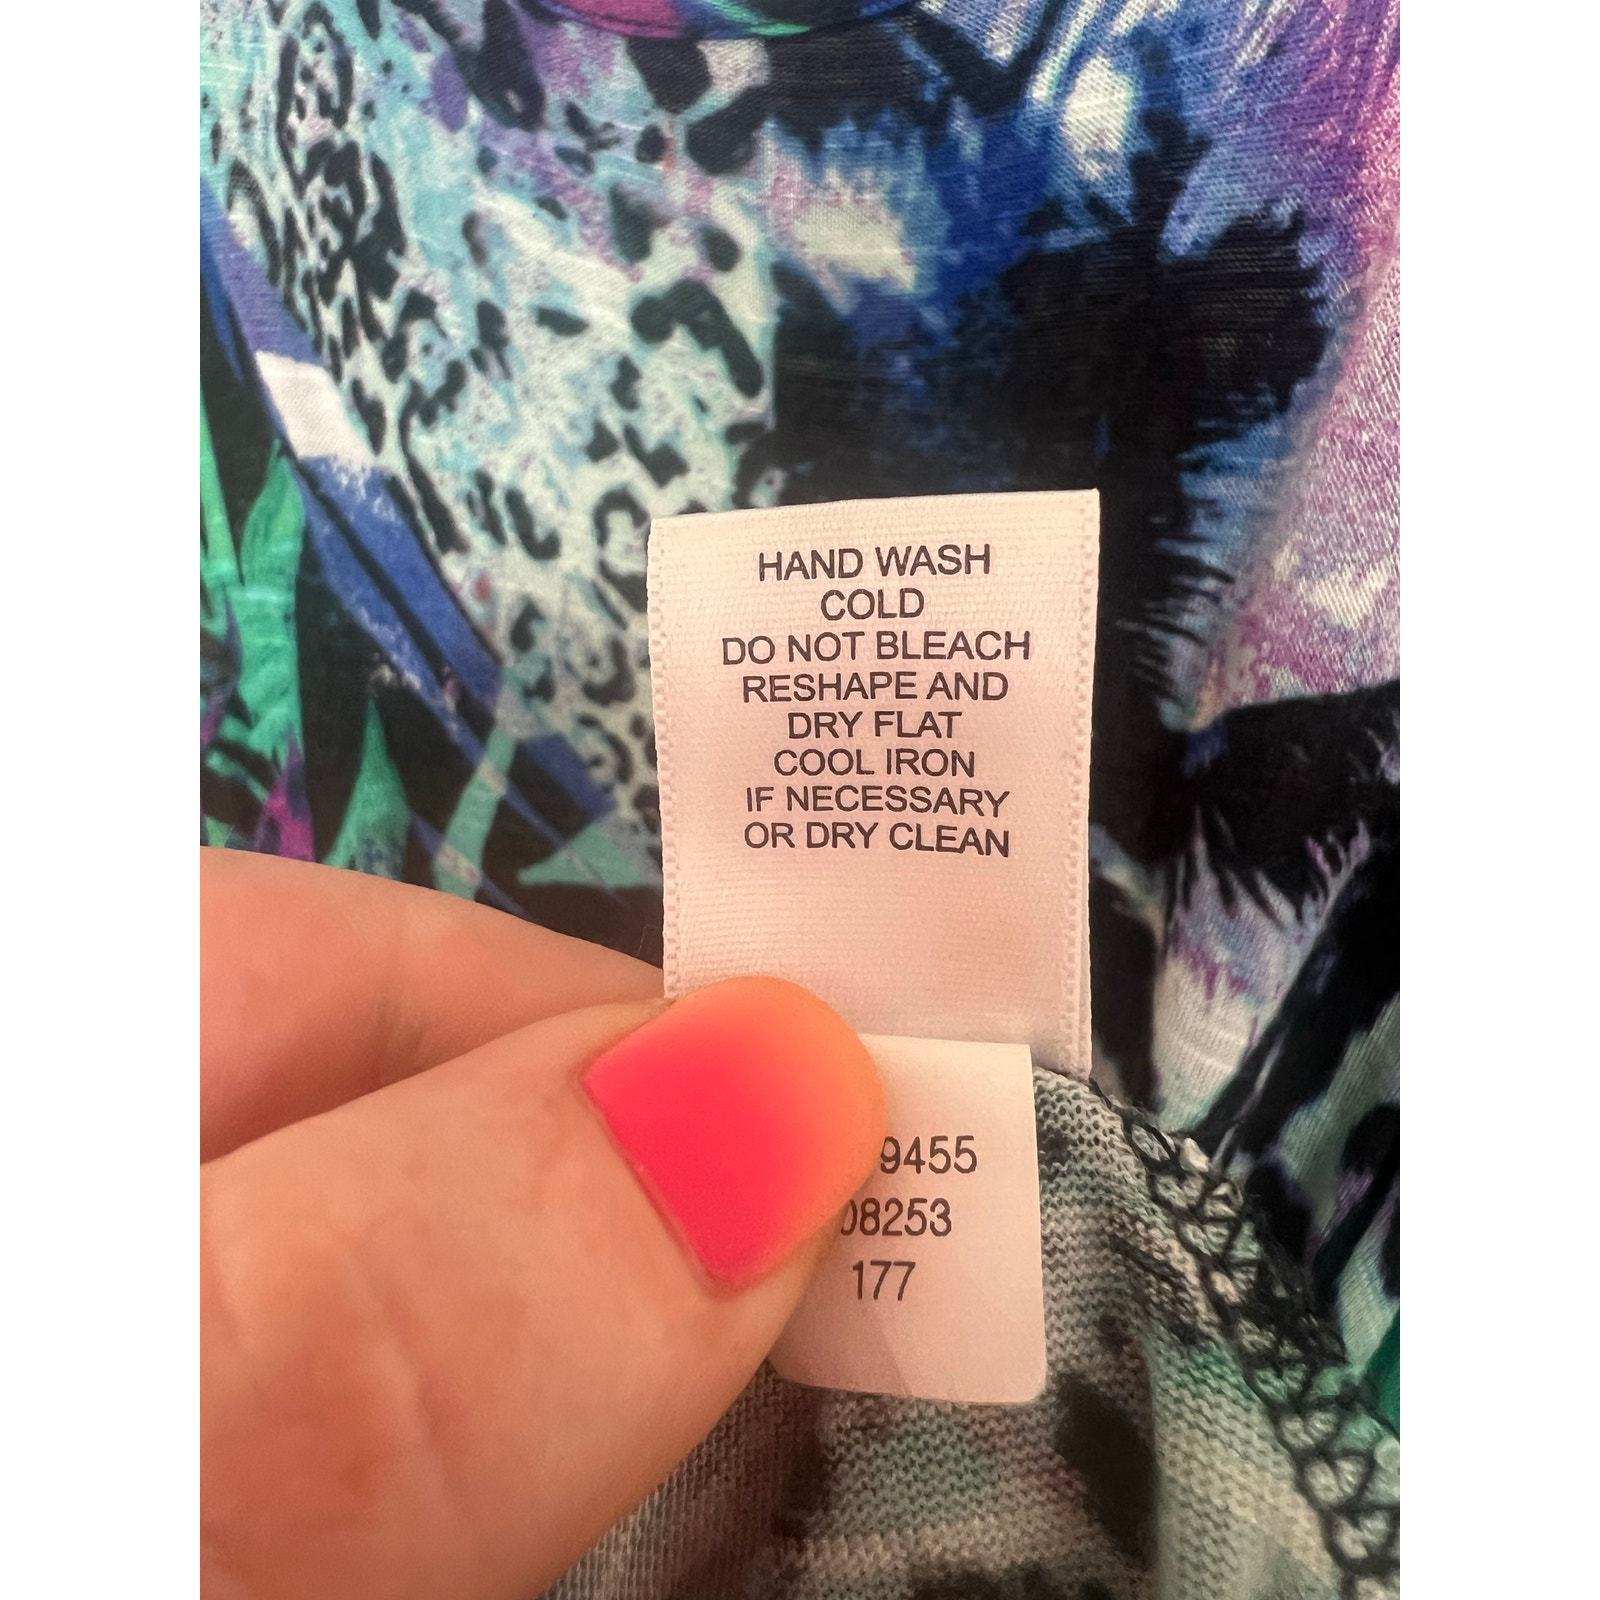 HAND WASH
COLD
DO NOT BLEACH
RESHAPE AND
DRY FLAT
COOL IRON
IF NECESSARY
OR DRY CLEAN
9455
08253
177